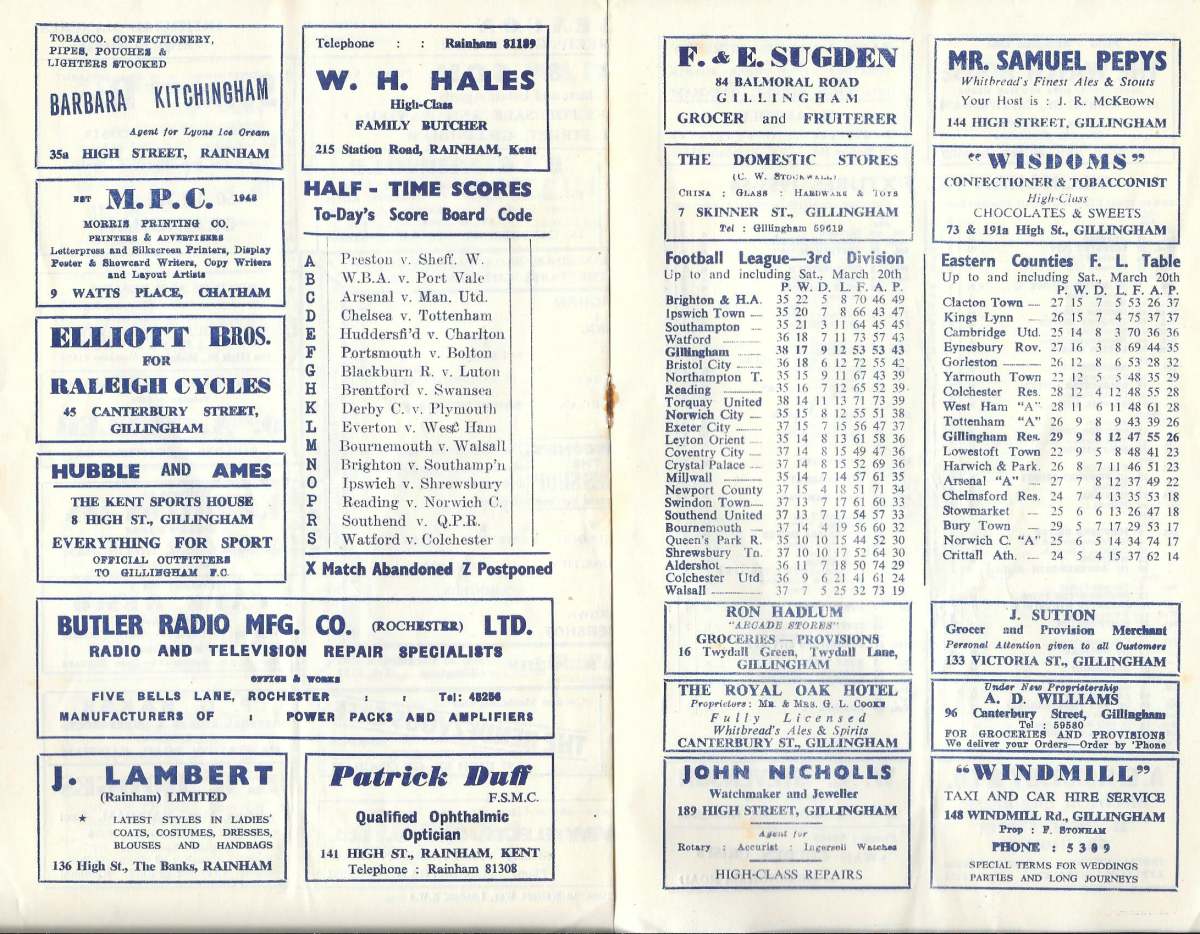 TOBACCO, CONFECTIONERY,
PIPES, POUCHES &
LIGHTERS STOCKED
BARBARA KITCHINGHAM
Agent for Lyons Ice Cream
35a HIGH STREET, RAINHAM
EST M.P.C. 1948
MORRIS PRINTING CO.
PRINTERS & ADVERTISERS
Letterpress and Silkscreen Printers, Display
Poster & Showcard Writers, Copy Writers
and Layout Artists
9 WATTS PLACE, CHATHAM
ELLIOTT BROS.
FOR
RALEIGH CYCLES
45 CANTERBURY STREET,
GILLINGHAM
HUBBLE AND AMES
THE KENT SPORTS HOUSE
8 HIGH ST., GILLINGHAM
EVERYTHING FOR SPORT
OFFICIAL OUTFITTERS
TO GILLINGHAM F.C.
Telephone : : Rainham 81189
W. H. HALES
High-Class
FAMILY BUTCHER
215 Station Road, RAINHAM, Kent
HALF - TIME SCORES
To-Day's Score Board Code
A Preston v. Sheff. W.
B W.B.A. v. Port Vale
C Arsenal v. Man. Utd.
D Chelsea v. Tottenham
E Huddersfi'd v. Charlton
F Portsmouth v. Bolton
G Blackburn R. v. Luton
H Brentford v. Swansea
K Derby C. v. Plymouth
L Everton v. West Ham
M Bournemouth v. Walsall
N Brighton v. Southamp'n
O Ipswich v. Shrewsbury
P Reading v. Norwich C.
R Southend v. Q.P.R.
S Watford v. Colchester
X Match Abandoned Z Postponed
BUTLER RADIO MFG. CO. (ROCHESTER) LTD.
RADIO AND TELEVISION REPAIR SPECIALISTS
OFFICE & WORKS
FIVE BELLS LANE, ROCHESTER : : Tel: 48256
MANUFACTURERS OF : POWER PACKS AND AMPLIFIERS
J. LAMBERT
(Rainham) LIMITED
★ LATEST STYLES IN LADIES'
COATS, COSTUMES, DRESSES,
BLOUSES AND HANDBAGS
136 High St., The Banks, RAINHAM
Patrick Duff
F.S.M.C.
Qualified Ophthalmic
Optician
141 HIGH ST., RAINHAM, KENT
Telephone : Rainham 81308
F. & E. SUGDEN
84 BALMORAL ROAD
GILLINGHAM
GROCER and FRUITERER
THE DOMESTIC STORES
(C. W. STOCKWELL)
CHINA : GLASS : HARDWARE & TOYS
7 SKINNER ST., GILLINGHAM
Tel : Gillingham 59619
Football League—3rd Division
Up to and including Sat., March 20th
P. W. D. L. F. A. P.
Brighton & H.A. 35 22 5 8 70 46 49
Ipswich Town 35 20 7 8 66 43 47
Southampton 35 21 3 11 64 45 45
Watford 36 18 7 11 73 57 43
Gillingham 38 17 9 12 53 53 43
Bristol City 36 18 6 12 72 55 42
Northampton T. 35 15 9 11 67 43 39
Reading 35 16 7 12 65 52 39
Torquay United 38 14 11 13 71 73 39
Norwich City 35 15 8 12 55 51 38
Exeter City 37 15 7 15 56 47 37
Leyton Orient 35 14 8 13 61 58 36
Coventry City 37 14 8 15 49 47 36
Crystal Palace 37 14 8 15 52 69 36
Millwall 35 14 7 14 57 61 35
Newport County 37 15 4 18 51 71 34
Swindon Town 37 13 7 17 61 60 33
Southend United 37 13 7 17 54 57 33
Bournemouth 37 14 4 19 56 60 32
Queen's Park R. 35 10 10 15 44 52 30
Shrewsbury Tn. 37 10 10 17 52 64 30
Aldershot 36 11 7 18 50 74 29
Colchester Utd. 36 9 6 21 41 61 24
Walsall 37 7 5 25 32 73 19
RON HADLUM
"ARCADE STORES"
GROCERIES — PROVISIONS
16 Twydall Green, Twydall Lane,
GILLINGHAM
THE ROYAL OAK HOTEL
Proprietors: MR. & MRS. G. L. COOKE
Fully Licensed
Whitbread's Ales & Spirits
CANTERBURY ST., GILLINGHAM
JOHN NICHOLLS
Watchmaker and Jeweller
189 HIGH STREET, GILLINGHAM
Agent for
Rotary : Accurist : Ingersoll Watches
HIGH-CLASS REPAIRS
MR. SAMUEL PEPYS
Whitbread's Finest Ales & Stouts
Your Host is : J. R. McKEOWN
144 HIGH STREET, GILLINGHAM
"WISDOMS"
CONFECTIONER & TOBACCONIST
High-Class
CHOCOLATES & SWEETS
73 & 191a High St., GILLINGHAM
Eastern Counties F. L. Table
Up to and including Sat., March 20th
P. W. D. L. F. A. P.
Clacton Town 27 15 7 5 53 26 37
Kings Lynn 26 15 7 4 75 37 37
Cambridge Utd. 25 14 8 3 70 36 36
Eynesbury Rov. 27 16 3 8 69 44 35
Gorleston 26 12 8 6 53 28 32
Yarmouth Town 22 12 5 5 48 35 29
Colchester Res. 28 12 4 12 48 55 28
West Ham "A" 28 11 6 11 48 61 28
Tottenham "A" 26 9 8 9 43 39 26
Gillingham Res. 29 9 8 12 47 55 26
Lowestoft Town 22 9 5 8 48 41 23
Harwich & Park. 26 8 7 11 46 51 23
Arsenal "A" 27 7 8 12 37 49 22
Chelmsford Res. 24 7 4 13 35 53 18
Stowmarket 25 6 6 13 26 47 18
Bury Town 29 5 7 17 29 53 17
Norwich C. "A" 25 6 5 14 34 74 17
Crittall Ath. 24 5 4 15 37 62 14
J. SUTTON
Grocer and Provision Merchant
Personal Attention given to all Customers
133 VICTORIA ST., GILLINGHAM
Under New Proprietorship
A. D. WILLIAMS
96 Canterbury Street, Gillingham
Tel : 59580
FOR GROCERIES AND PROVISIONS
We deliver your Orders—Order by 'Phone
"WINDMILL"
TAXI AND CAR HIRE SERVICE
148 WINDMILL Rd., GILLINGHAM
Prop : F. STONHAM
PHONE : 5309
SPECIAL TERMS FOR WEDDINGS
PARTIES AND LONG JOURNEYS